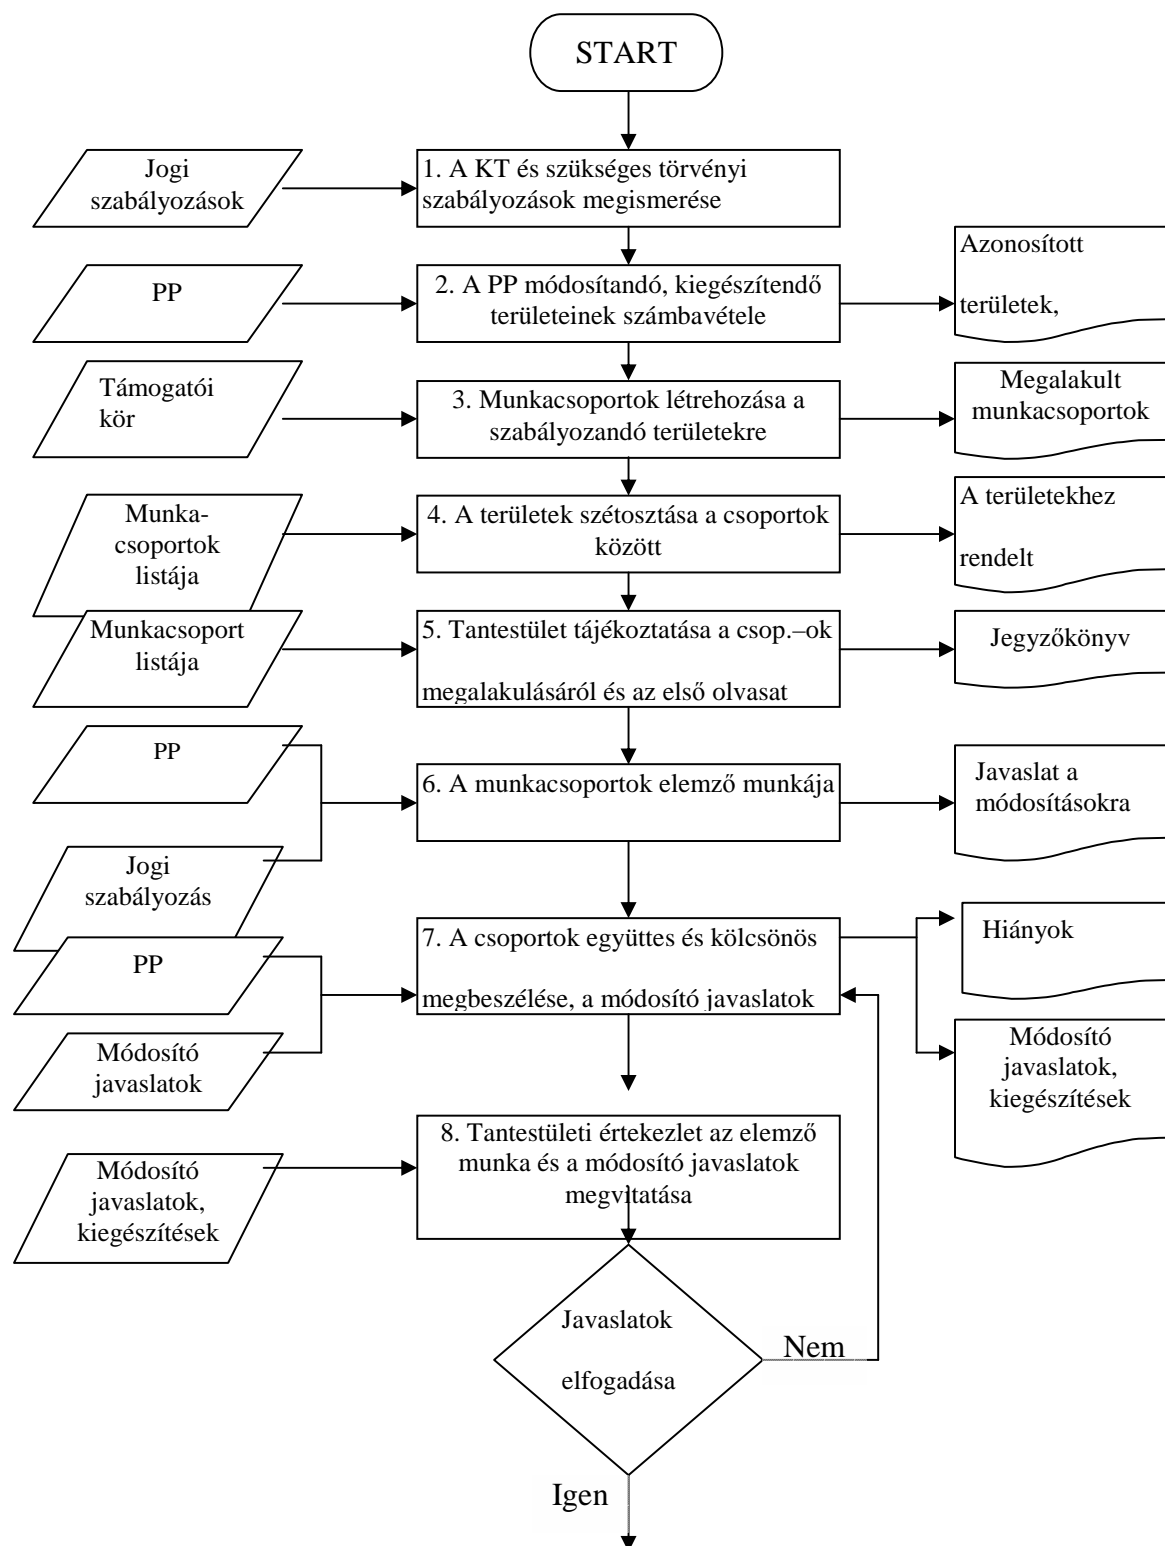 START
Jogi
szabályozások
1. A KT és szükséges törvényi
szabályozások megismerése
PP
2. A PP módosítandó, kiegészítendő
területeinek számbavétele
Azonosított
területek,
Támogatói
kör
3. Munkacsoportok létrehozása a
szabályozandó területekre
Megalakult
munkacsoportok
Munka-
csoportok
listája
4. A területek szétosztása a csoportok
között
A területekhez
rendelt
Munkacsoport
listája
5. Tantestület tájékoztatása a csop.–ok
megalakulásáról és az első olvasat
Jegyzőkönyv
PP
Jogi
szabályozás
6. A munkacsoportok elemző munkája
Javaslat a
módosításokra
PP
Módosító
javaslatok
7. A csoportok együttes és kölcsönös
megbeszélése, a módosító javaslatok
Hiányok
Módosító
javaslatok,
kiegészítések
Módosító
javaslatok,
kiegészítések
8. Tantestületi értekezlet az elemző
munka és a módosító javaslatok
megvitatása
Javaslatok
elfogadása
Nem
Igen